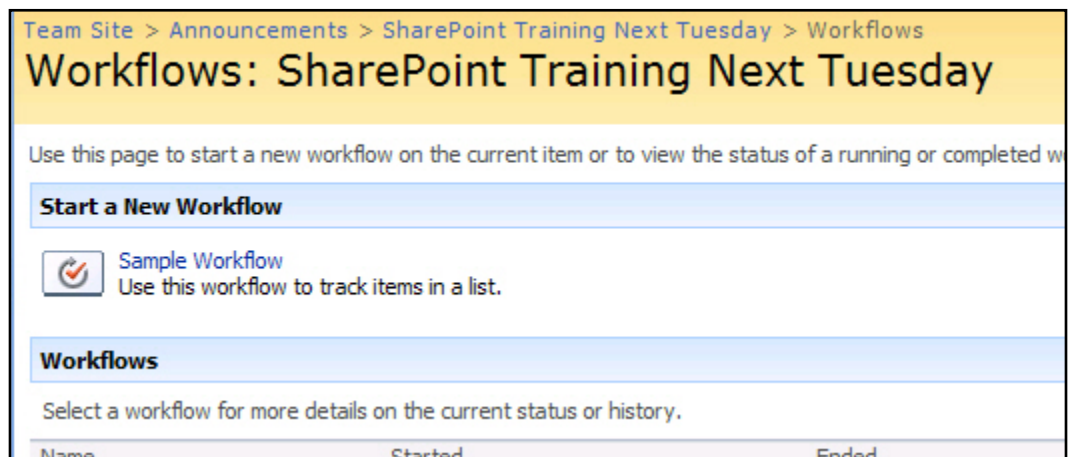 Team Site > Announcements > SharePoint Training Next Tuesday > Workflows
Workflows: SharePoint Training Next Tuesday
Use this page to start a new workflow on the current item or to view the status of a running or completed
Start a New Workflow
Sample Workflow
Use this workflow to track items in a list.
Workflows
Select a workflow for more details on the current status or history.
Name Started Ended